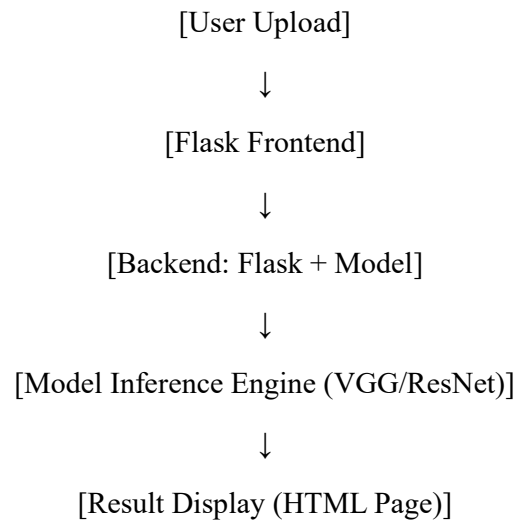 [User Upload]
↓
[Flask Frontend]
↓
[Backend: Flask + Model]
↓
[Model Inference Engine (VGG/ResNet)]
↓
[Result Display (HTML Page)]